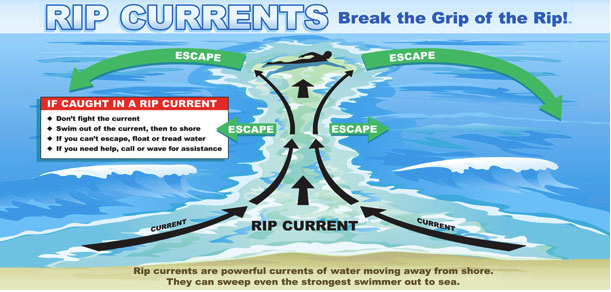 RIP CURRENTS Break the Grip of the Rip!
ESCAPE
ESCAPE
IF CAUGHT IN A RIP CURRENT
◆ Don't fight the current
◆ Swim out of the current, then to shore
◆ If you can't escape, float or tread water
◆ If you need help, call or wave for assistance
ESCAPE
ESCAPE
CURRENT
RIP CURRENT
CURRENT
Rip currents are powerful currents of water moving away from shore.
They can sweep even the strongest swimmer out to sea.